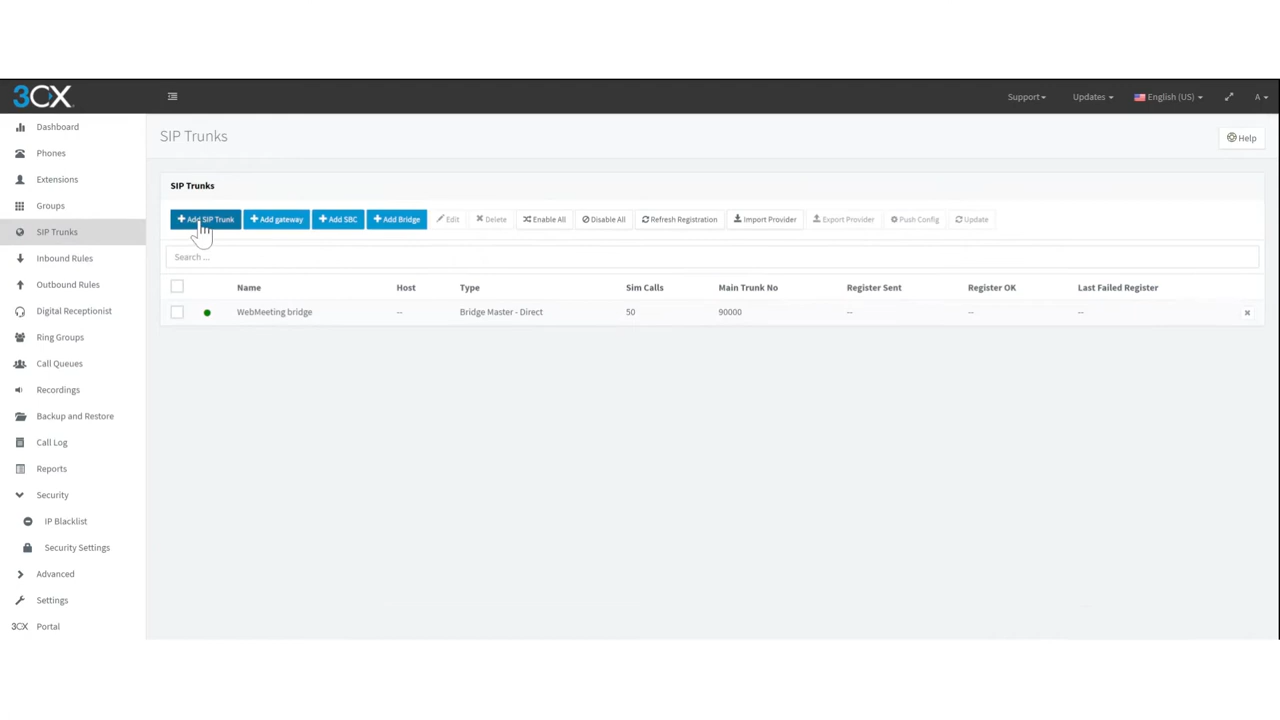 3CX
Support
Updates
English (US)
A
Dashboard
Phones
Extensions
Groups
SIP Trunks
Inbound Rules
Outbound Rules
Digital Receptionist
Ring Groups
Call Queues
Recordings
Backup and Restore
Call Log
Reports
Security
IP Blacklist
Security Settings
Advanced
Settings
3CX Portal
SIP Trunks
Help
SIP Trunks
+ Add SIP Trunk + Add gateway + Add SBC + Add Bridge Edit Delete Enable All Disable All Refresh Registration Import Provider Export Provider Push Config Update
Search ...
Name Host Type Sim Calls Main Trunk No Register Sent Register OK Last Failed Register
WebMeeting bridge -- Bridge Master - Direct 50 90000 -- -- --